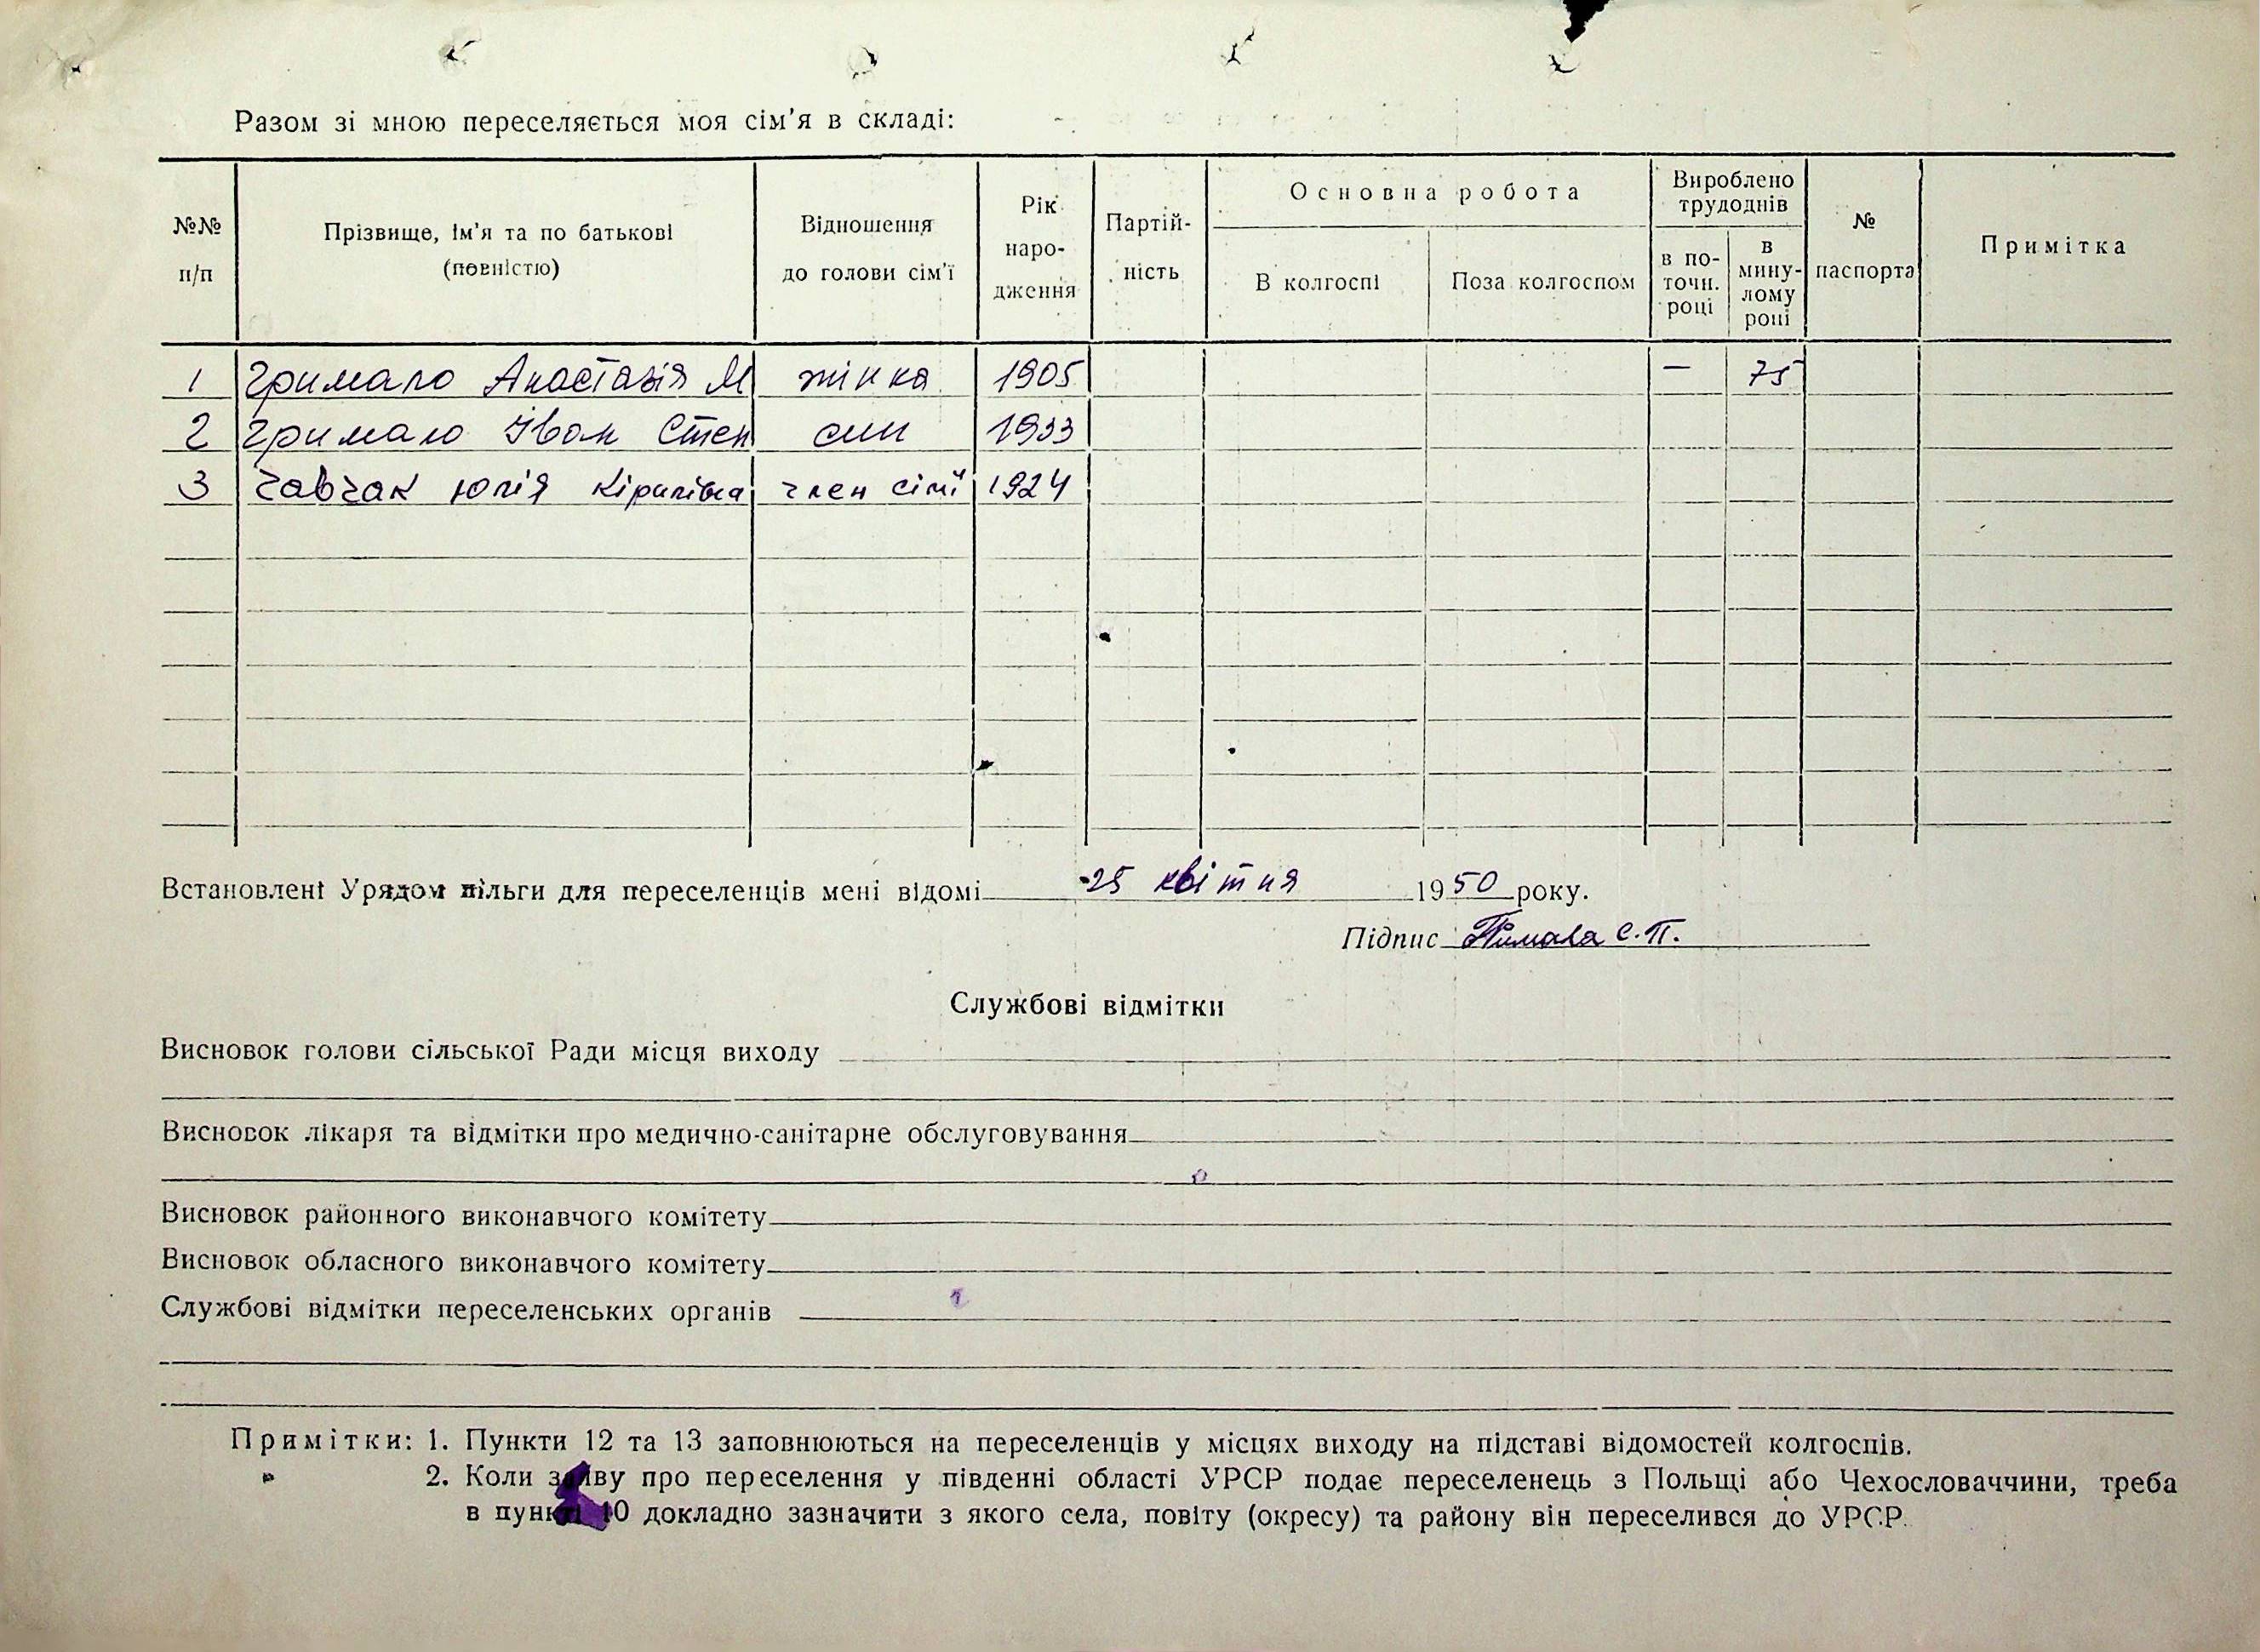 Разом зі мною переселяється моя сім'я в складі:
№№ п/п
Прізвище, ім'я та по батькові (повністю)
Відношення до голови сім'ї
Рік народження
Партійність
Основна робота
В колгоспі
Поза колгоспом
Вироблено трудоднів
в поточн. році
в минулому році
№ паспорта
Примітка
1 Гримало Анастазія М жінка 1905 — 75
2 Гримало Іван Степ син 1933
3 Юлія Кірилівна член сімї 1924
Встановлені Урядом пільги для переселенців мені відомі 25 квітня 1950 року.
Підпис С.П.
Службові відмітки
Висновок голови сільської Ради місця виходу
Висновок лікаря та відмітки про медично-санітарне обслуговування
Висновок районного виконавчого комітету
Висновок обласного виконавчого комітету
Службові відмітки переселенських органів
Примітки: 1. Пункти 12 та 13 заповнюються на переселенців у місцях виходу на підставі відомостей колгоспів.
2. Коли заяву про переселення у південні області УРСР подає переселенець з Польщі або Чехословаччини, треба
в пункті 10 докладно зазначити з якого села, повіту (окресу) та району він переселився до УРСР.